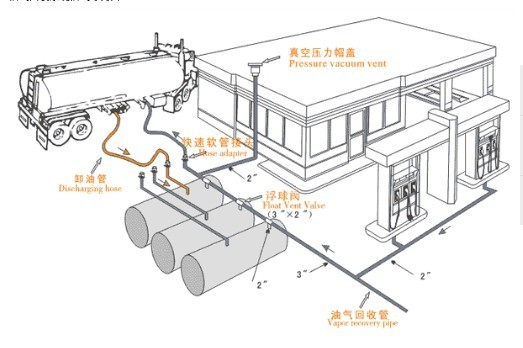 真空压力帽盖
Pressure vacuum vent
快速软管接头
Hose adapter
卸油管
Discharging hose
2"
浮球阀
Float Vent Valve
(3"×2")
2"
3"
2"
油气回收管
Vapor recovery pipe